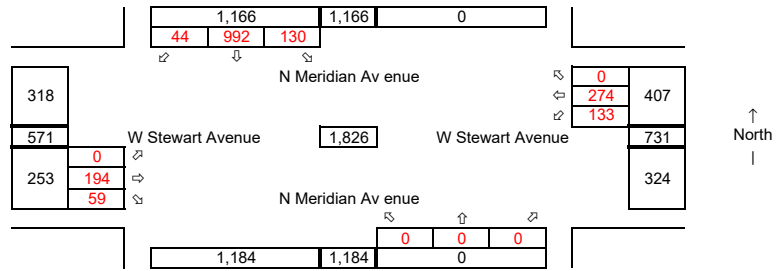 1,166 1,166 0
44 992 130
N Meridian Av enue
318 0
274 407
133
↑
571 W Stewart Avenue 1,826 W Stewart Avenue 731 North
|
0
253 194 324
59
N Meridian Av enue
0 0 0
1,184 1,184 0